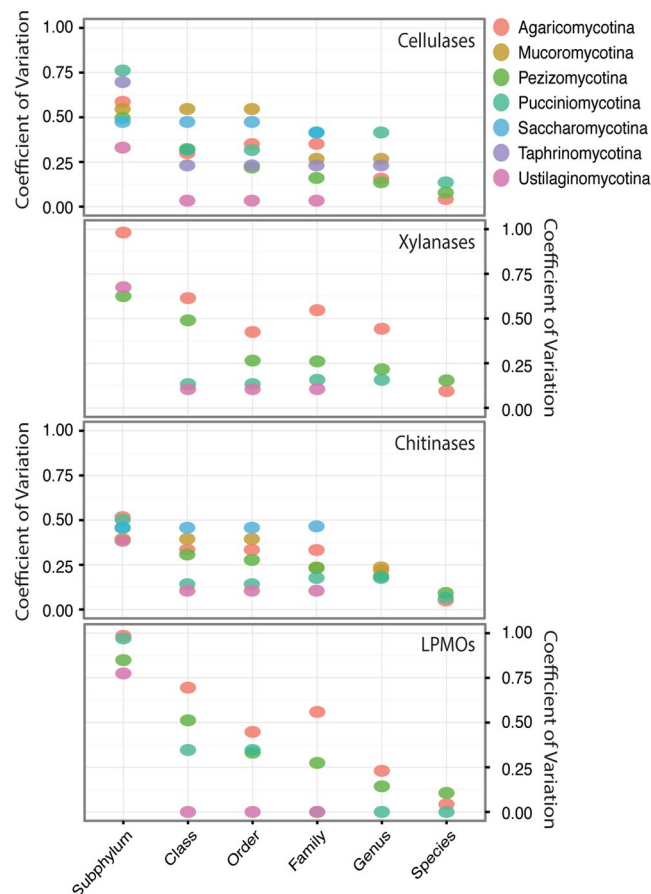 Coefficient of Variation
1.00
0.75
0.50
0.25
0.00
Cellulases
Agaricomycotina
Mucoromycotina
Pezizomycotina
Pucciniomycotina
Saccharomycotina
Taphrinomycotina
Ustilaginomycotina
Xylanases
1.00
0.75
0.50
0.25
0.00
Coefficient of Variation
Coefficient of Variation
1.00
0.75
0.50
0.25
0.00
Chitinases
LPMOs
1.00
0.75
0.50
0.25
0.00
Coefficient of Variation
Subphylum
Class
Order
Family
Genus
Species